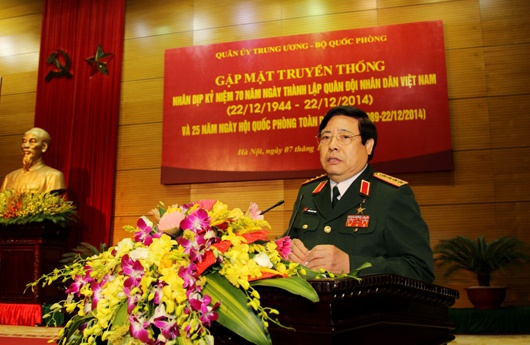 QUÂN ỦY TRUNG ƯƠNG - BỘ QUỐC PHÒNG
GẶP MẶT TRUYỀN THỐNG
NHÂN DỊP KỶ NIỆM 70 NĂM NGÀY THÀNH LẬP QUÂN ĐỘI NHÂN DÂN VIỆT NAM
(22/12/1944 - 22/12/2014)
VÀ 25 NĂM NGÀY HỘI QUỐC PHÒNG TOÀN 89-22/12/2014)
Hà Nội, ngày 07